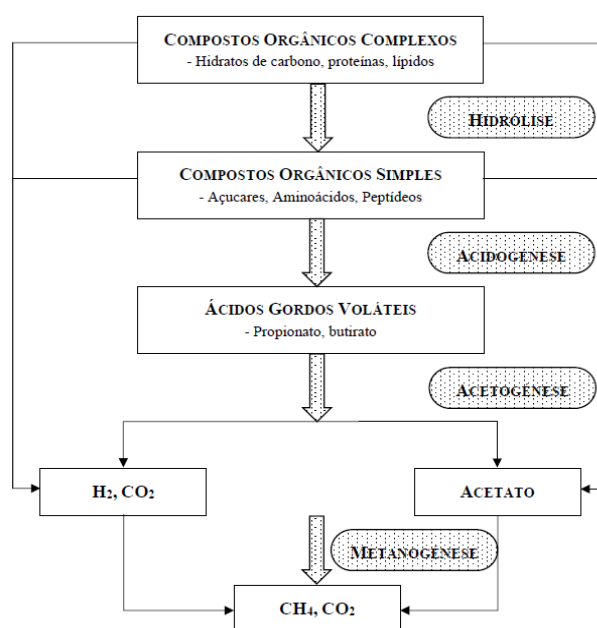 COMPOSTOS ORGÂNICOS COMPLEXOS
- Hidratos de carbono, proteínas, lípidos
HIDRÓLISE
COMPOSTOS ORGÂNICOS SIMPLES
- Açucares, Aminoácidos, Peptídeos
ACIDOGÉNESE
ÁCIDOS GORDOS VOLÁTEIS
- Propionato, butirato
ACETOGÉNESE
H₂, CO₂
ACETATO
METANOGÉNESE
CH₄, CO₂